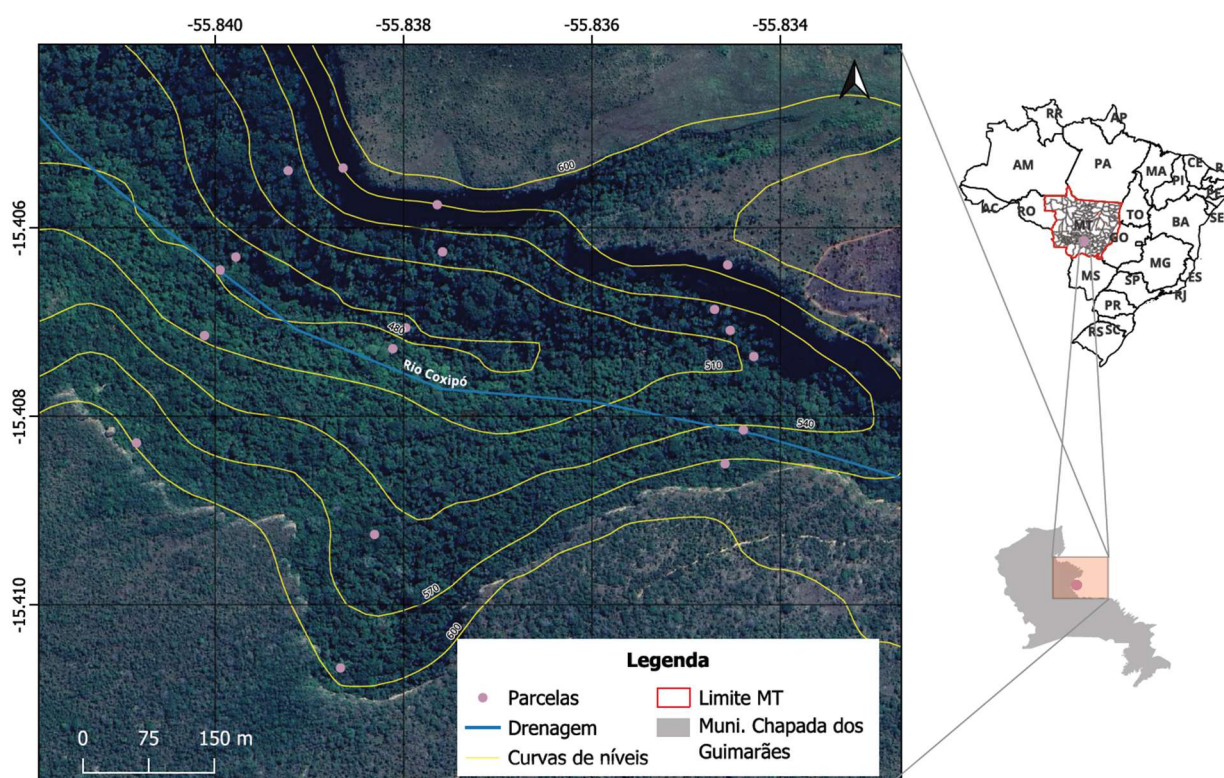 -55.840 -55.838 -55.836 -55.834
-15.406
-15.408
-15.410
600
480
510
540
570
600
Rio Coxipó
0 75 150 m
Legenda
Parcelas
Drenagem
Curvas de níveis
Limite MT
Muni. Chapada dos
Guimarães
RR
AP
AM
PA
MA
CE
PI
AC
RO
TO
SE
BA
MT
GO
MG
ES
MS
SP
RJ
PR
SC
RS